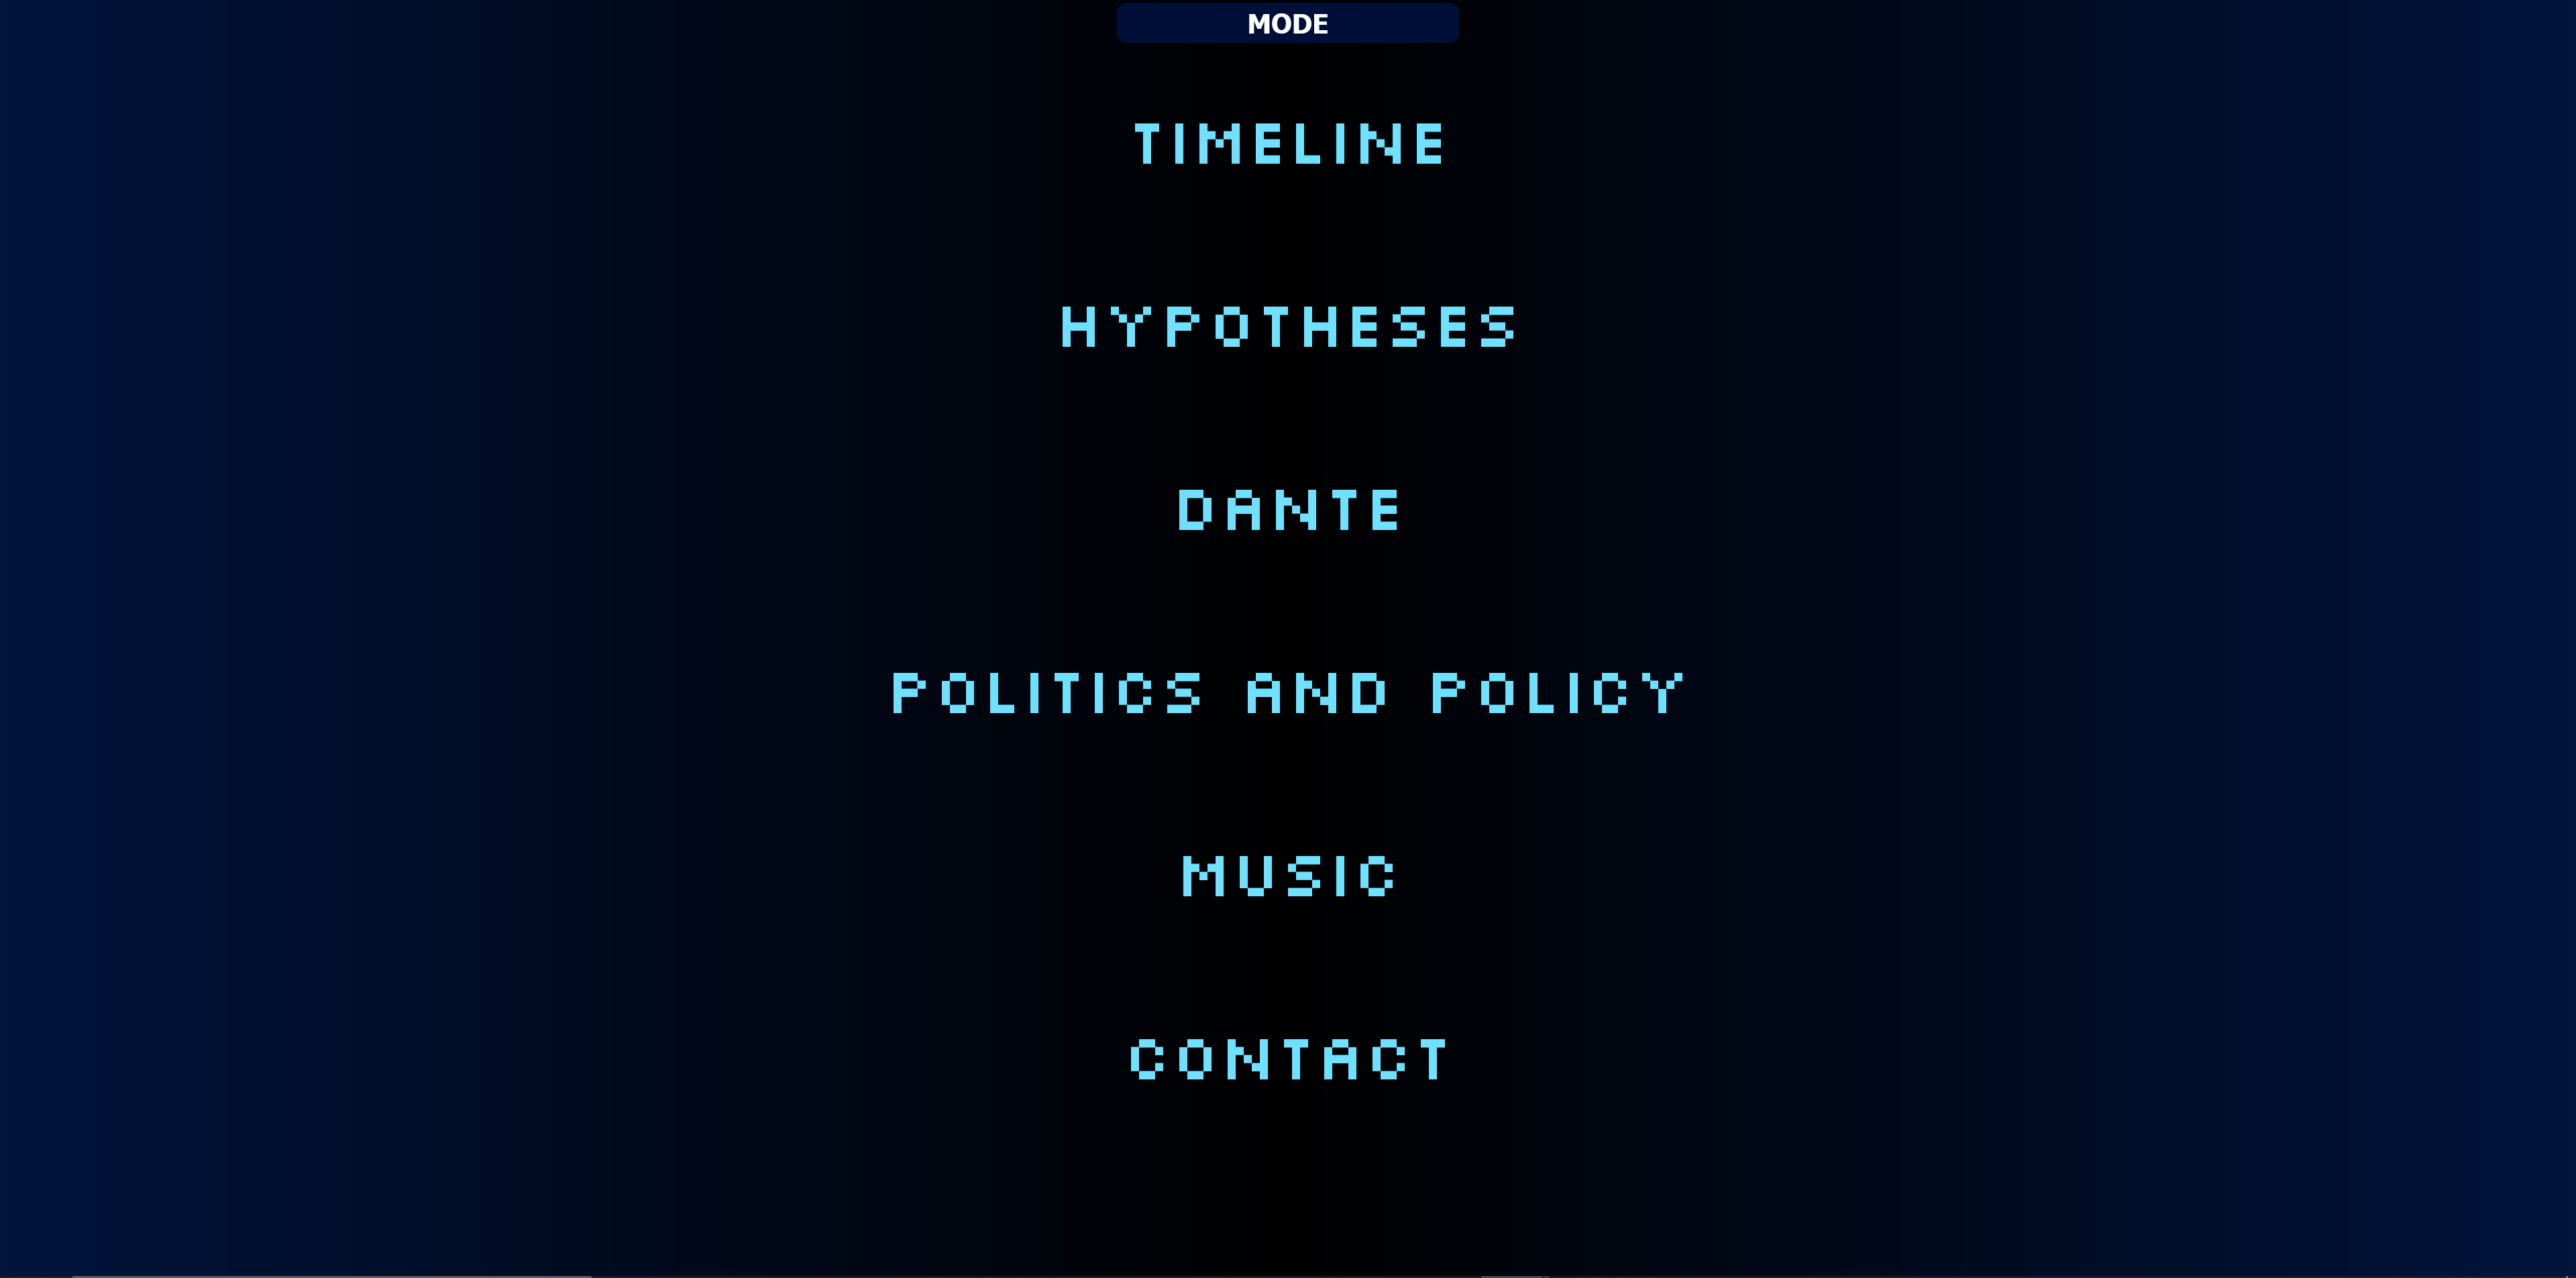 MODE
TIMELINE
HYPOTHESES
DANTE
POLITICS AND POLICY
MUSIC
CONTACT